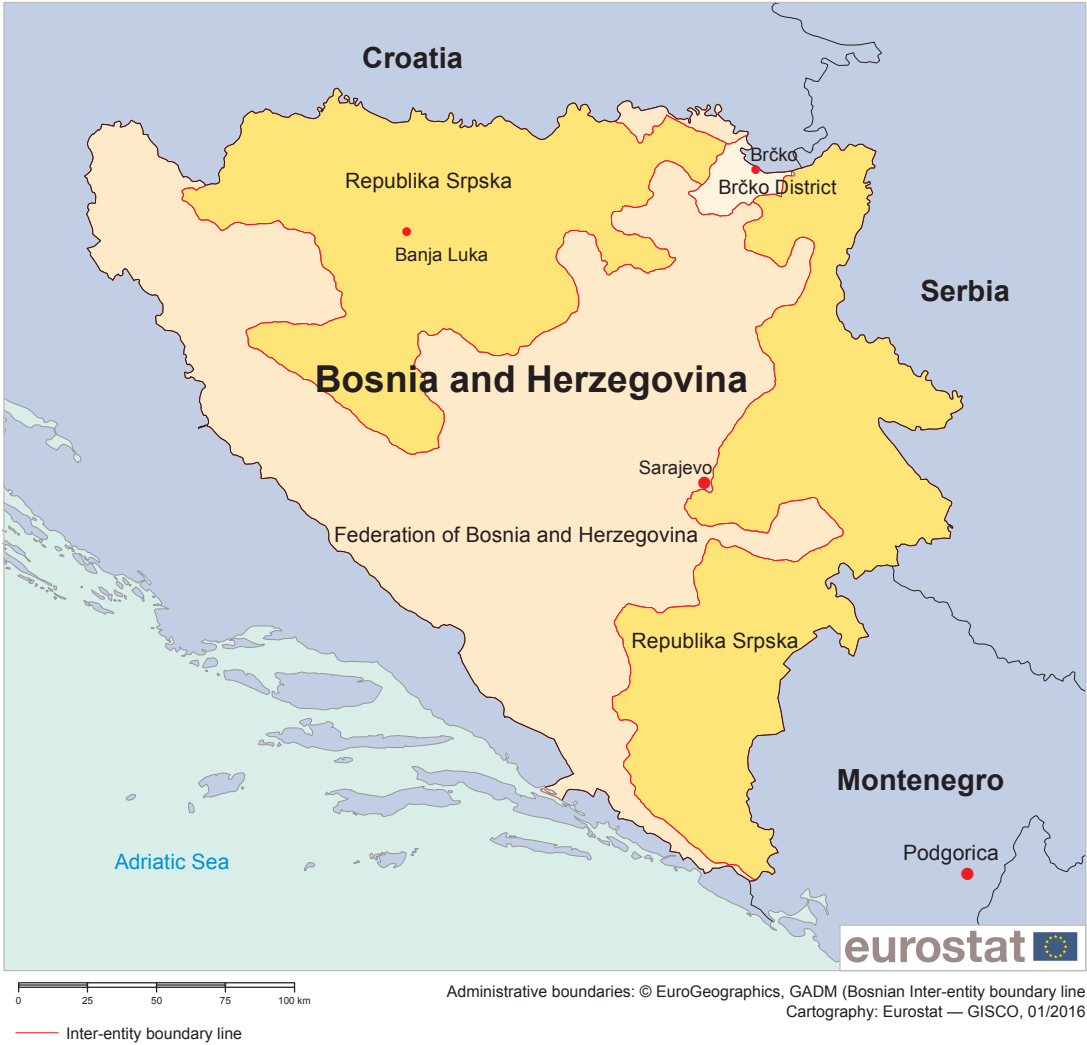 Croatia
Brčko
Republika Srpska
Brčko District
Banja Luka
Serbia
Bosnia and Herzegovina
Sarajevo
Federation of Bosnia and Herzegovina
Republika Srpska
Montenegro
Podgorica
Adriatic Sea
eurostat
0 25 50 75 100 km
Administrative boundaries: © EuroGeographics, GADM (Bosnian Inter-entity boundary line
Cartography: Eurostat — GISCO, 01/2016
Inter-entity boundary line